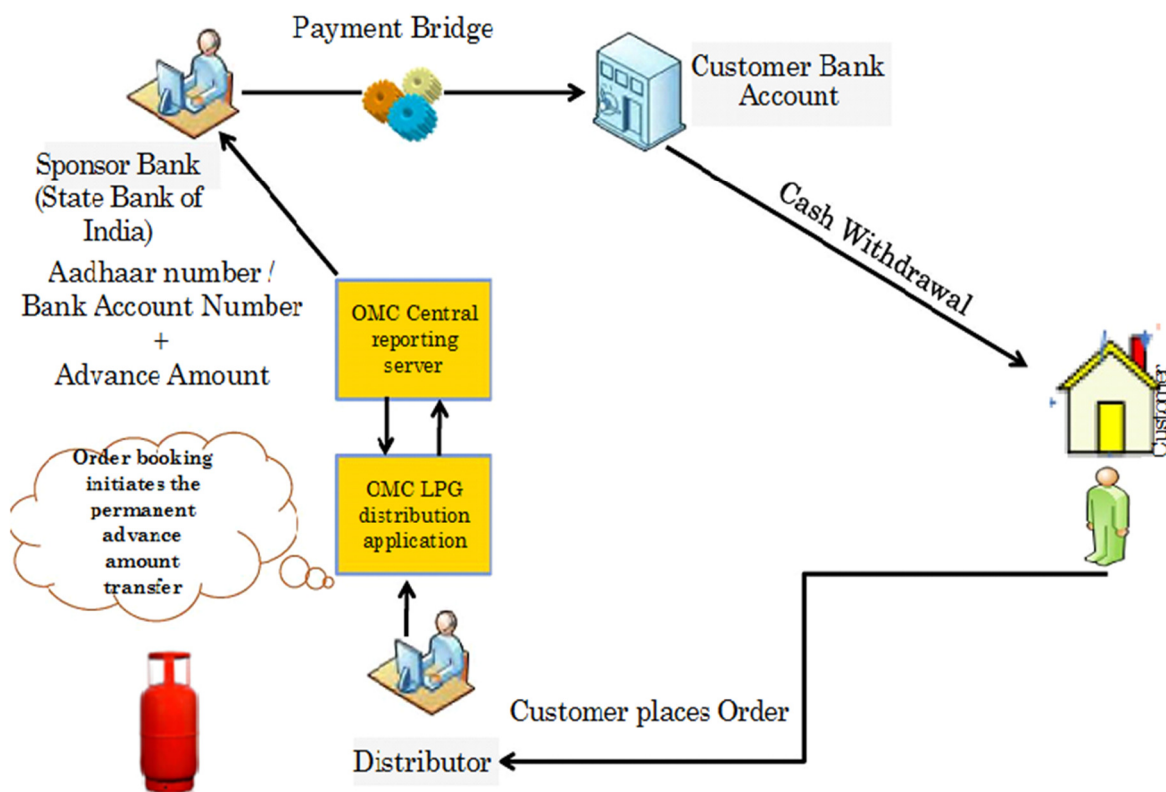 Payment Bridge
Customer Bank
Account
Sponsor Bank
(State Bank of
India)
Aadhaar number /
Bank Account Number
+
Advance Amount
Cash Withdrawal
OMC Central
reporting
server
Customer
Order booking
initiates the
permanent
advance
amount
transfer
OMC LPG
distribution
application
Customer places Order
Distributor